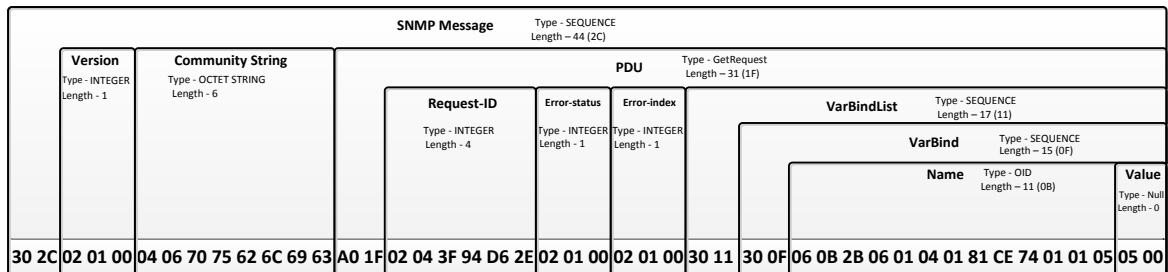 SNMP Message
Type - SEQUENCE
Length – 44 (2C)
Version
Type - INTEGER
Length - 1
Community String
Type - OCTET STRING
Length - 6
PDU
Type - GetRequest
Length – 31 (1F)
Request-ID
Type - INTEGER
Length - 4
Error-status
Type - INTEGER
Length - 1
Error-index
Type - INTEGER
Length - 1
VarBindList
Type - SEQUENCE
Length – 17 (11)
VarBind
Type - SEQUENCE
Length – 15 (0F)
Name
Type - OID
Length – 11 (0B)
Value
Type - Null
Length - 0
30 2C 02 01 00 04 06 70 75 62 6C 69 63 A0 1F 02 04 3F 94 D6 2E 02 01 00 02 01 00 30 11 30 0F 06 0B 2B 06 01 04 01 81 CE 74 01 01 05 05 00